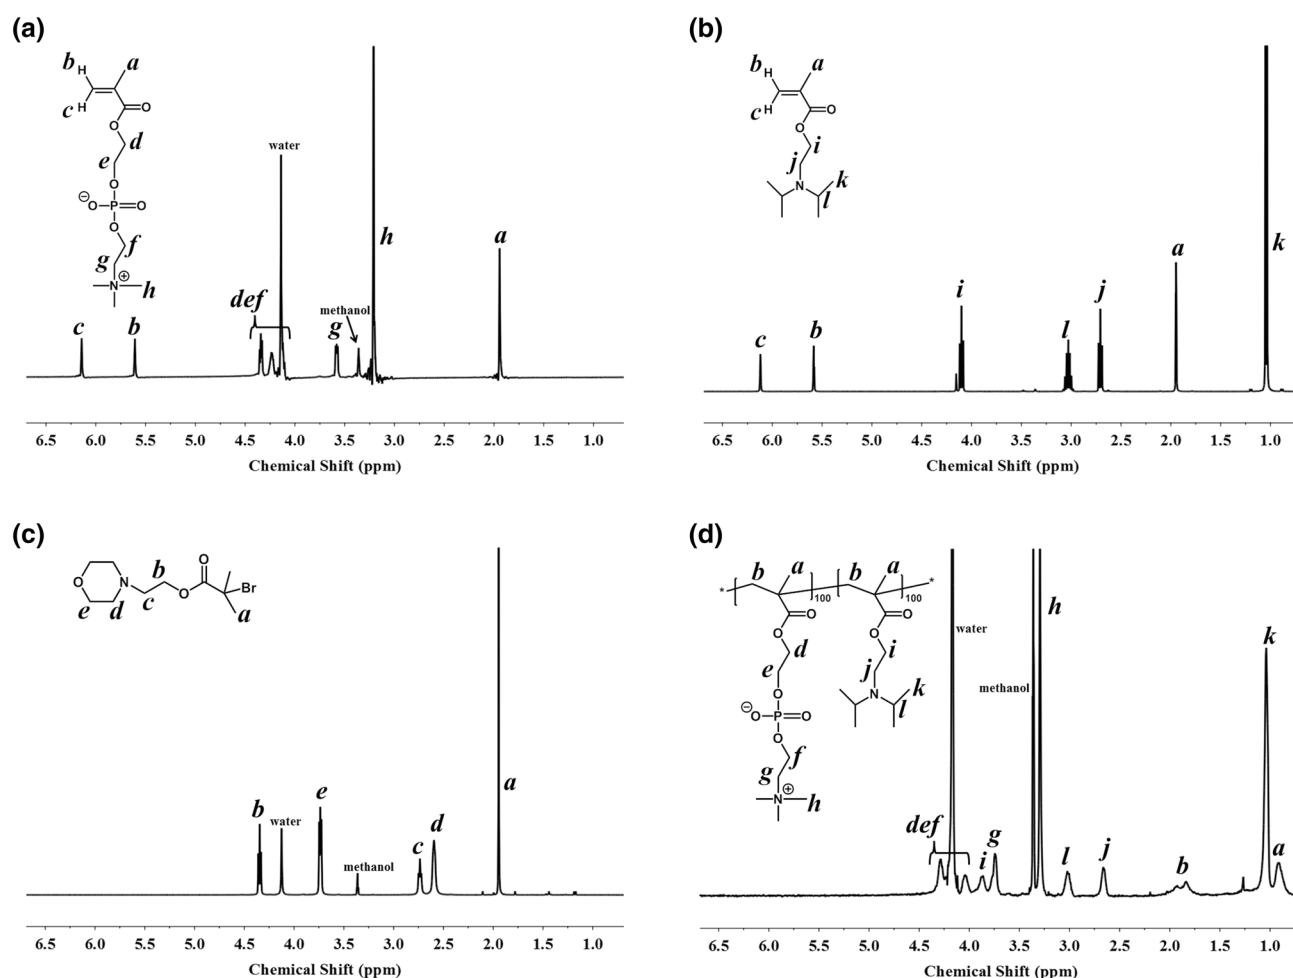 (a)
b H a
c H O
O
d
e
O
⊖O P O
O
f
g
N ⊕ h
water
h
a
def
methanol
g
c b
6.5 6.0 5.5 5.0 4.5 4.0 3.5 3.0 2.5 2.0 1.5 1.0
Chemical Shift (ppm)
(b)
b H a
c H O
O
i
j
N k
l
k
a
j
i
l
b
c
6.5 6.0 5.5 5.0 4.5 4.0 3.5 3.0 2.5 2.0 1.5 1.0
Chemical Shift (ppm)
(c)
O
b
O N O Br
e d c a
a
e
b
water
d
c
methanol
6.5 6.0 5.5 5.0 4.5 4.0 3.5 3.0 2.5 2.0 1.5 1.0
Chemical Shift (ppm)
(d)
b a b a
* 100 100 *
O O
O O
d i
e j
O N k
⊖O P O l
O
f
g
N ⊕ h
water
h
methanol
k
def
g
i
l
j
b
a
6.5 6.0 5.5 5.0 4.5 4.0 3.5 3.0 2.5 2.0 1.5 1.0
Chemical Shift (ppm)